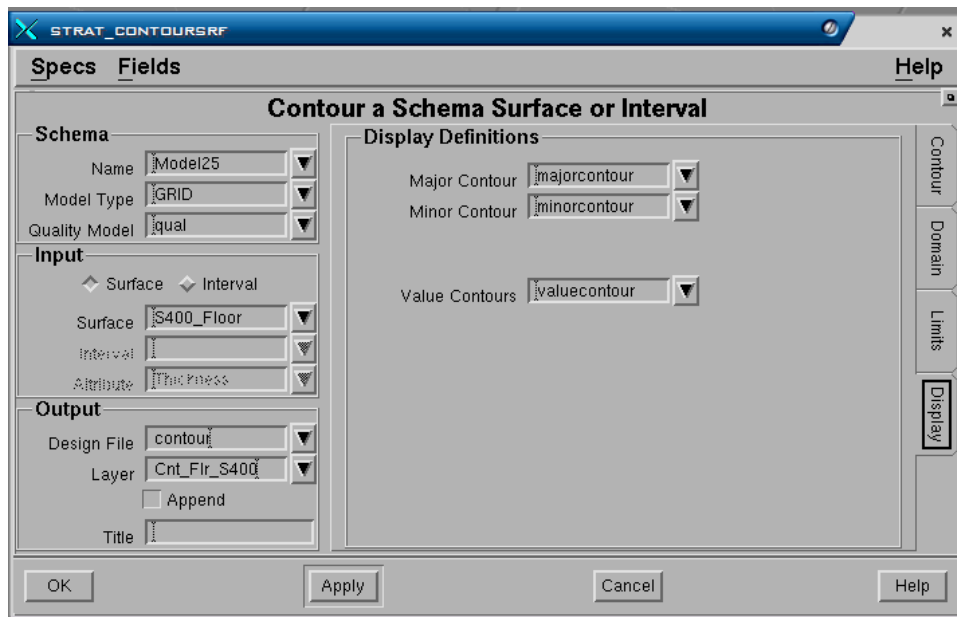 STRAT_CONTOURSRF
Specs Fields Help
Contour a Schema Surface or Interval
Schema
Name Model25
Model Type GRID
Quality Model qual
Input
Surface Interval
Surface S400_Floor
Interval
Attribute Thickness
Output
Design File contour
Layer Cnt_Flr_S400
Append
Title
Display Definitions
Major Contour majorcontour
Minor Contour minorcontour
Value Contours valuecontour
Contour
Domain
Limits
Display
OK Apply Cancel Help